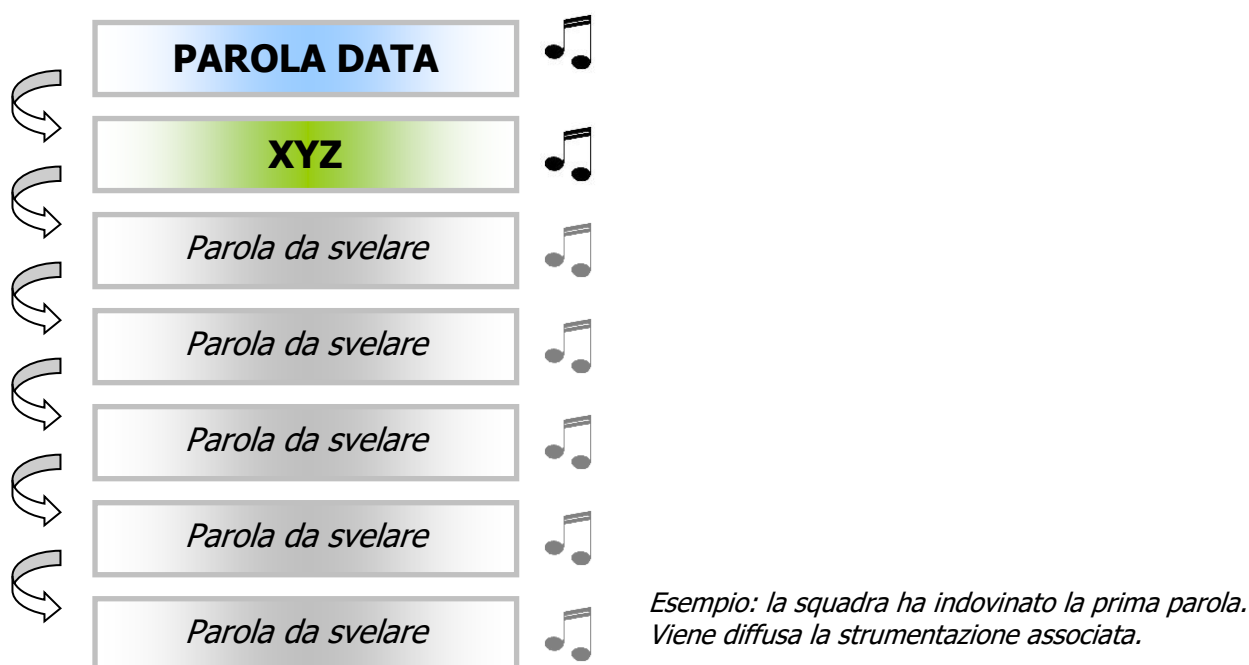 PAROLA DATA
XYZ
Parola da svelare
Parola da svelare
Parola da svelare
Parola da svelare
Parola da svelare
Esempio: la squadra ha indovinato la prima parola.
Viene diffusa la strumentazione associata.